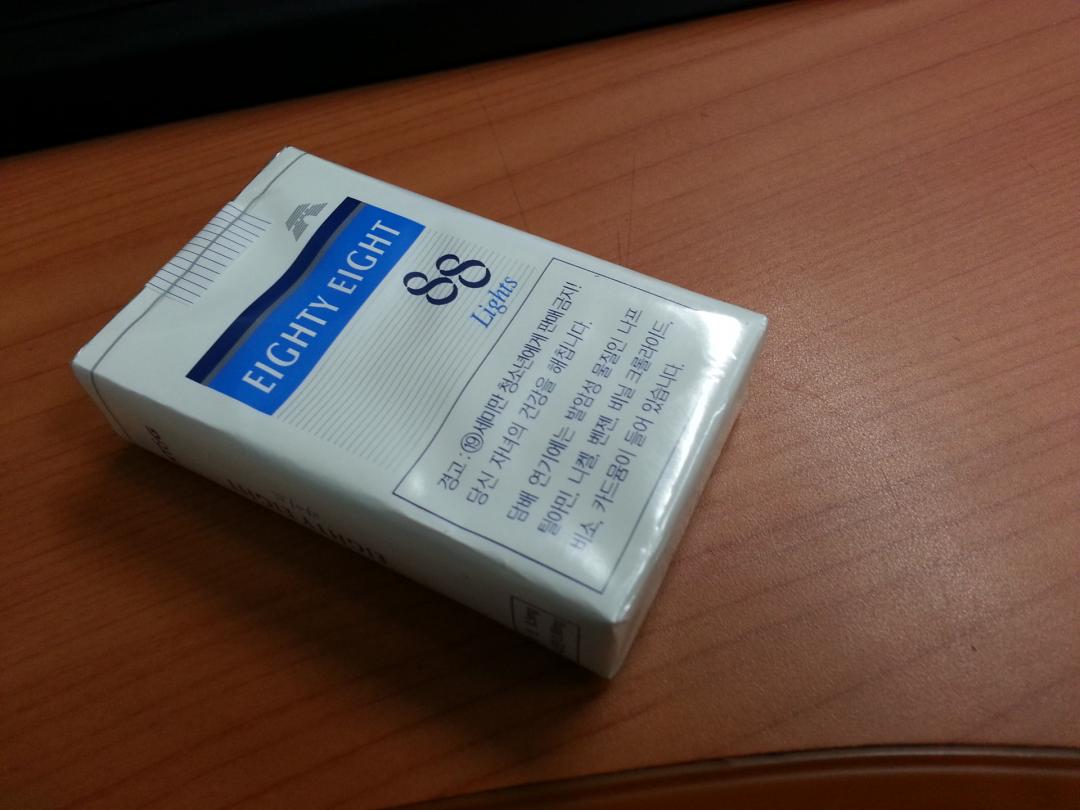 EIGHTY EIGHT
88
Lights
경고 : ⑲세미만 청소년에게 판매금지!
당신 자녀의 건강을 해칩니다.
담배 연기에는 발암성 물질인 나프
틸아민, 니켈, 벤젠, 비닐 크롤라이드,
비소, 카드뮴이 들어 있습니다.
EIGHTY EIGHT